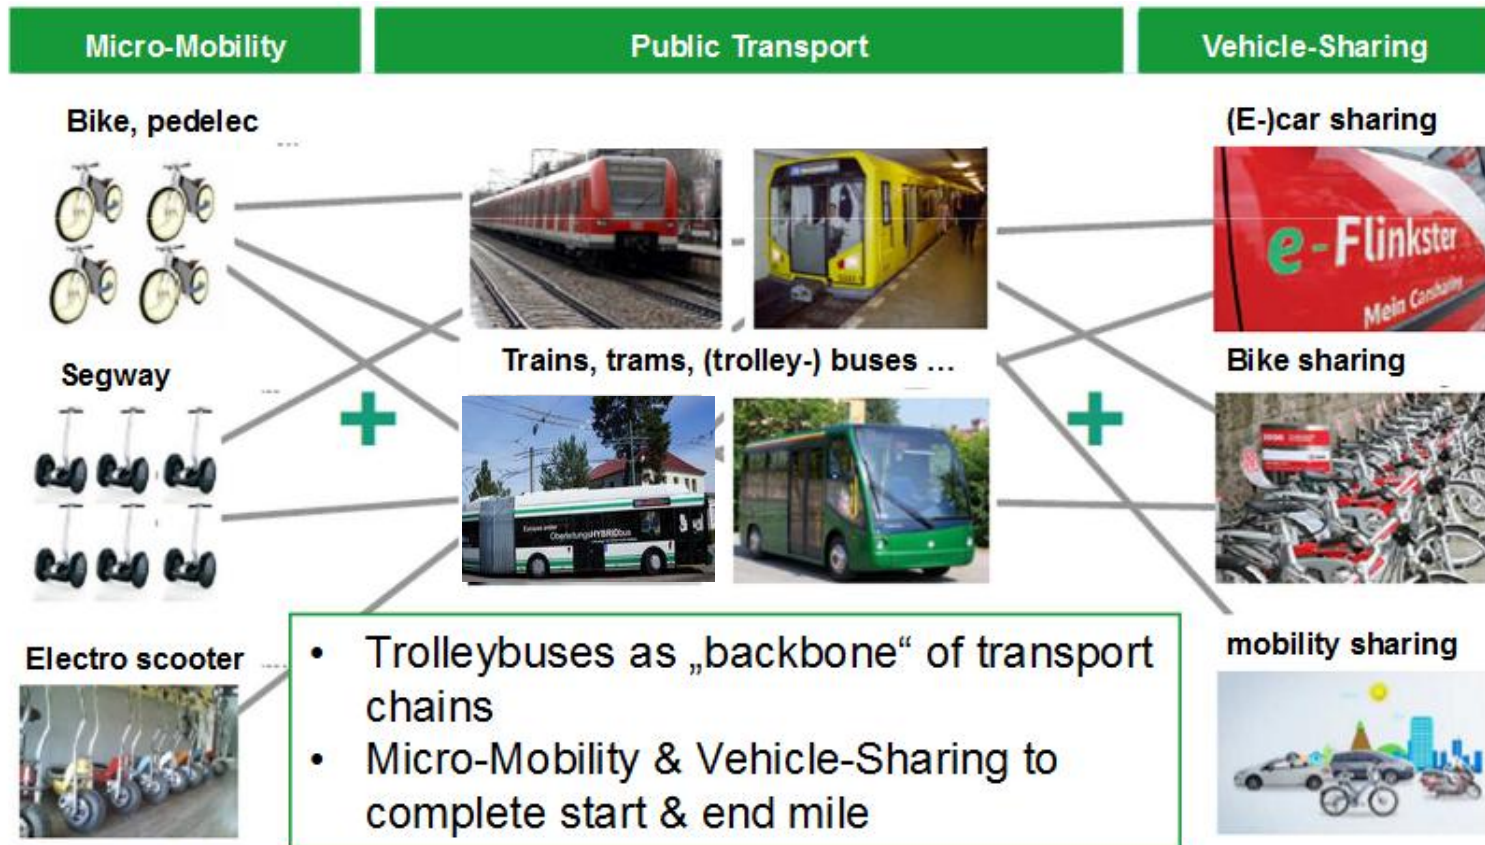 Micro-Mobility
Public Transport
Vehicle-Sharing
Bike, pedelec
...
(E-)car sharing
e-Flinkster
Mein Carsharing
Trains, trams, (trolley-) buses ...
Segway
...
Bike sharing
+
+
OberleitungsHYBRIDbus
Electro scooter ....
mobility sharing
• Trolleybuses as „backbone“ of transport
chains
• Micro-Mobility & Vehicle-Sharing to
complete start & end mile